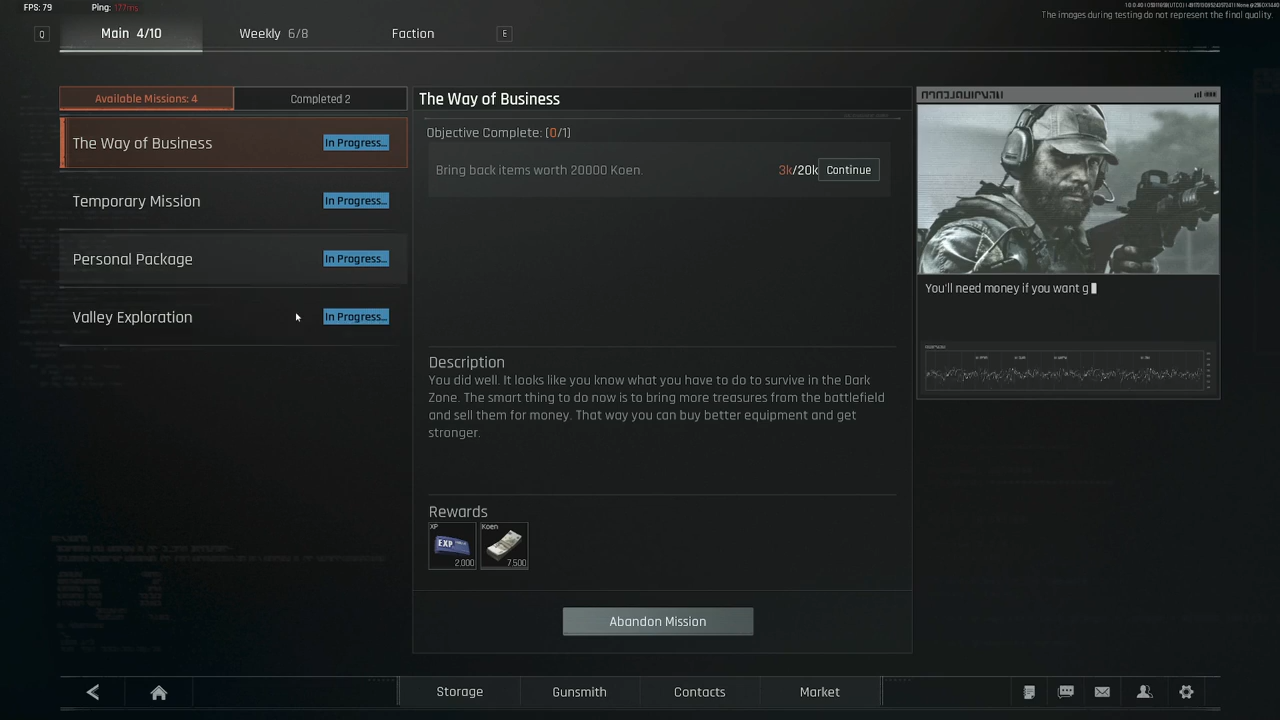 FPS: 79
Ping: 177ms
The images during testing do not represent the final quality.
Q
Main 4/10
Weekly 6/8
Faction
E
Available Missions: 4
Completed 2
The Way of Business
In Progress...
Temporary Mission
In Progress...
Personal Package
In Progress...
Valley Exploration
In Progress...
The Way of Business
Objective Complete: [0/1]
Bring back items worth 20000 Koen.
3k/20k
Continue
Description
You did well. It looks like you know what you have to do to survive in the Dark
Zone. The smart thing to do now is to bring more treasures from the battlefield
and sell them for money. That way you can buy better equipment and get
stronger.
Rewards
XP
EXP
2,000
Koen
7,500
Abandon Mission
You'll need money if you want g
Storage
Gunsmith
Contacts
Market